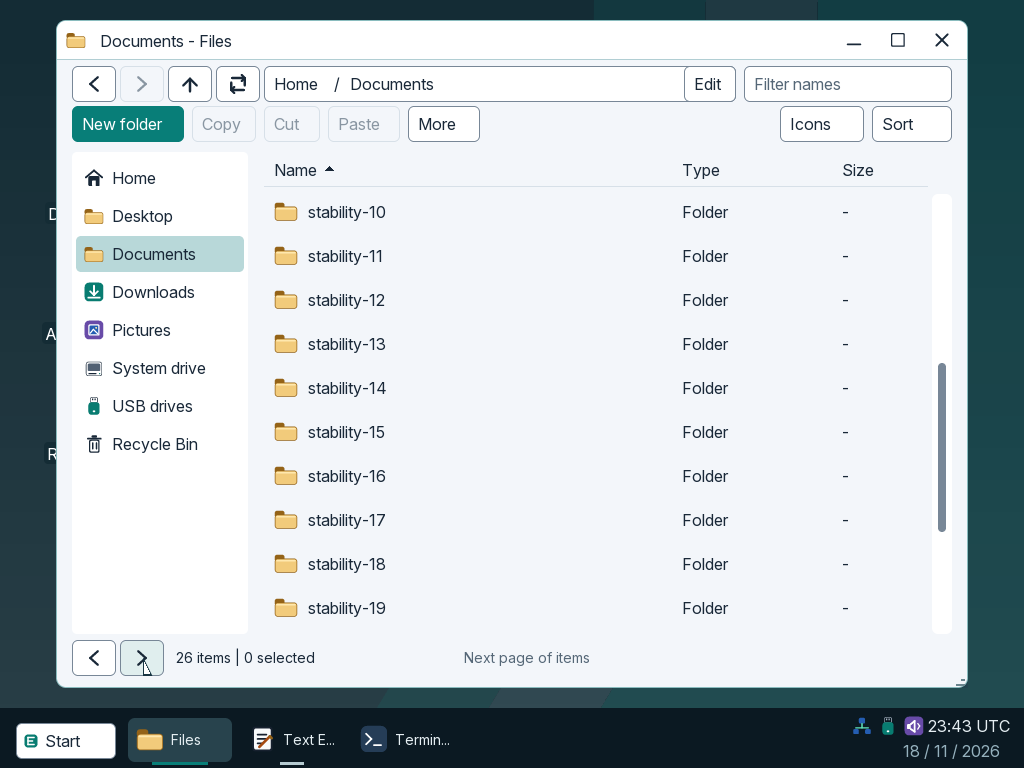 Documents - Files
Home / Documents
Edit
Filter names
New folder
Copy
Cut
Paste
More
Icons
Sort
Home
Desktop
Documents
Downloads
Pictures
System drive
USB drives
Recycle Bin
Name Type Size
stability-10 Folder -
stability-11 Folder -
stability-12 Folder -
stability-13 Folder -
stability-14 Folder -
stability-15 Folder -
stability-16 Folder -
stability-17 Folder -
stability-18 Folder -
stability-19 Folder -
26 items | 0 selected
Next page of items
D
A
R
Start
Files
Text E...
Termin...
23:43 UTC
18 / 11 / 2026